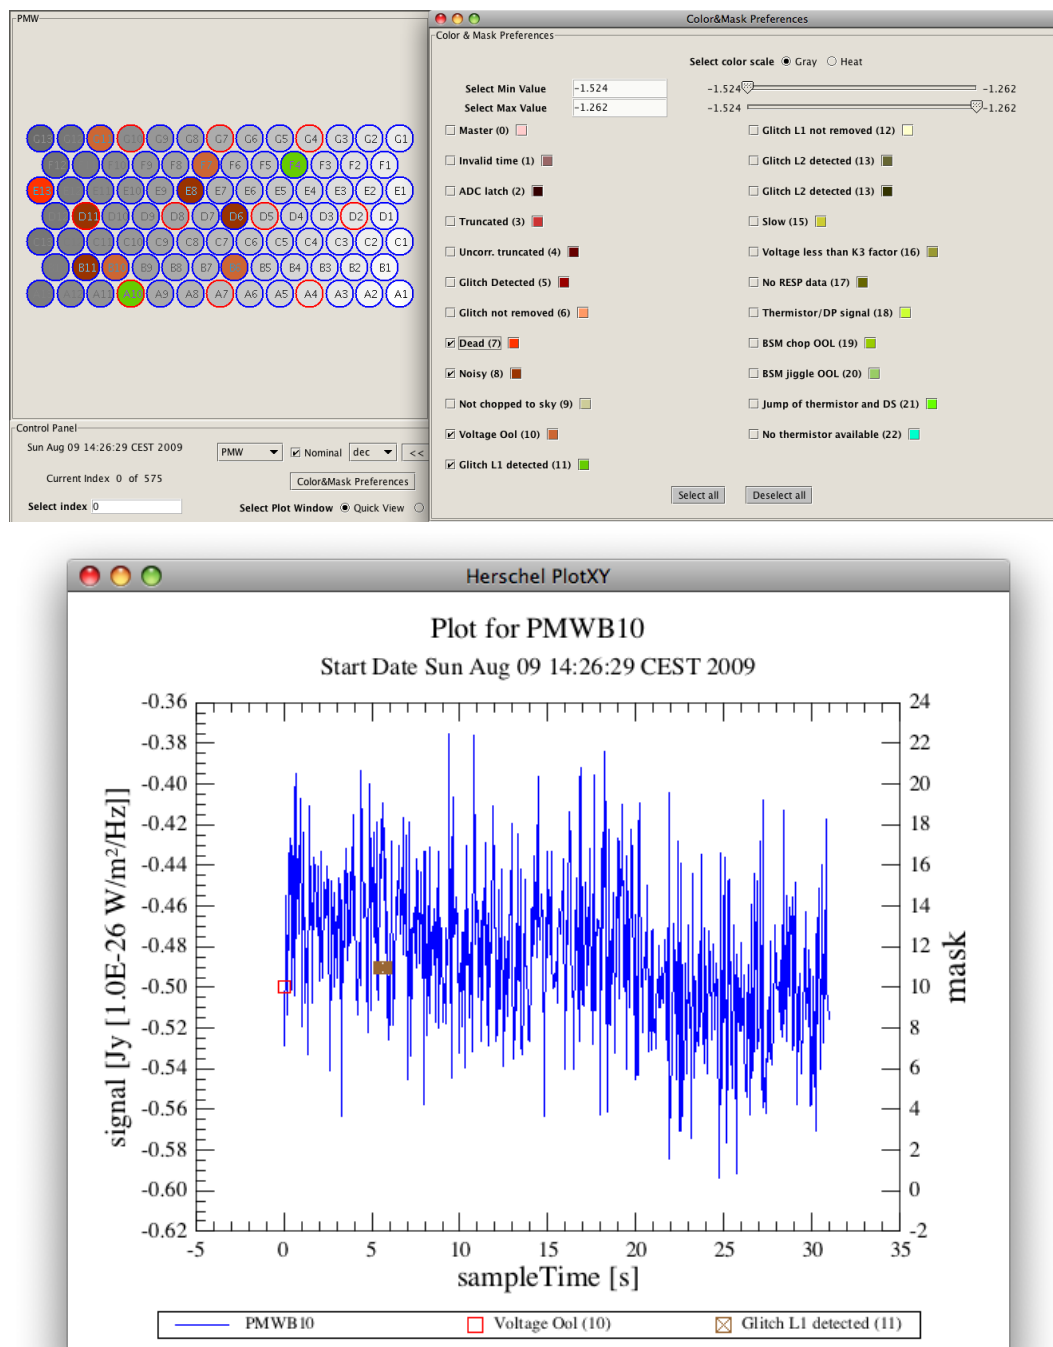 PMW
Color&Mask Preferences
Color & Mask Preferences
Select color scale Gray Heat
Select Min Value -1.524 -1.524 -1.262
Select Max Value -1.262 -1.524 -1.262
Master (0) Glitch L1 not removed (12)
Invalid time (1) Glitch L2 detected (13)
ADC latch (2) Glitch L2 detected (13)
Truncated (3) Slow (15)
Uncorr. truncated (4) Voltage less than K3 factor (16)
Glitch Detected (5) No RESP data (17)
Glitch not removed (6) Thermistor/DP signal (18)
Dead (7) BSM chop OOL (19)
Noisy (8) BSM jiggle OOL (20)
Not chopped to sky (9) Jump of thermistor and DS (21)
Voltage Ool (10) No thermistor available (22)
Glitch L1 detected (11)
Select all Deselect all
G13 G10 G9 G8 G7 G6 G5 G4 G3 G2 G1
F10 F9 F8 F6 F5 F4 F3 F2 F1
E13 E10 E9 E8 E7 E6 E5 E4 E3 E2 E1
D11 D10 D9 D8 D7 D6 D5 D4 D3 D2 D1
C11 C10 C9 C8 C7 C6 C5 C4 C3 C2 C1
B11 B9 B8 B7 B5 B4 B3 B2 B1
A11 A10 A9 A8 A7 A6 A5 A4 A3 A2 A1
Control Panel
Sun Aug 09 14:26:29 CEST 2009 PMW Nominal dec <<
Current Index 0 of 575 Color&Mask Preferences
Select index 0 Select Plot Window Quick View
Herschel PlotXY
Plot for PMWB10
Start Date Sun Aug 09 14:26:29 CEST 2009
signal [Jy [1.0E-26 W/m²/Hz]]
-0.36 24
-0.38 22
-0.40 20
-0.42 18
-0.44 16
-0.46 14
-0.48 12
-0.50 10
-0.52 8
-0.54 6
-0.56 4
-0.58 2
-0.60 0
-0.62 -2
mask
-5 0 5 10 15 20 25 30 35
sampleTime [s]
PMWB10 Voltage Ool (10) Glitch L1 detected (11)